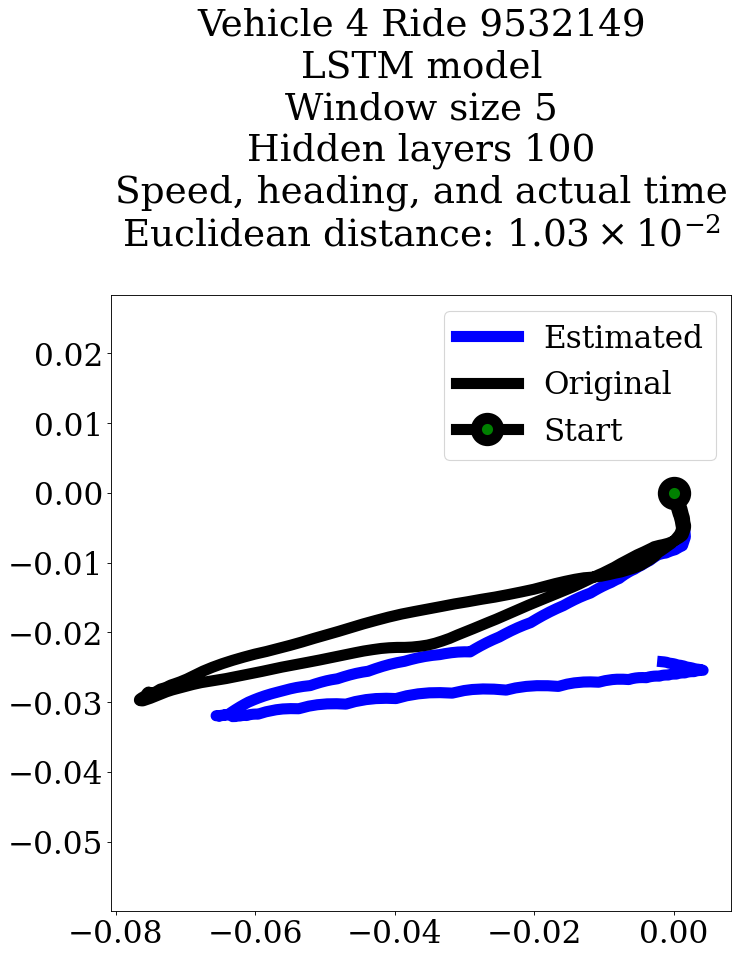 Vehicle 4 Ride 9532149
LSTM model
Window size 5
Hidden layers 100
Speed, heading, and actual time
Euclidean distance: 1.03 × 10⁻²
Estimated
Original
Start
0.02
0.01
0.00
−0.01
−0.02
−0.03
−0.04
−0.05
−0.08 −0.06 −0.04 −0.02 0.00